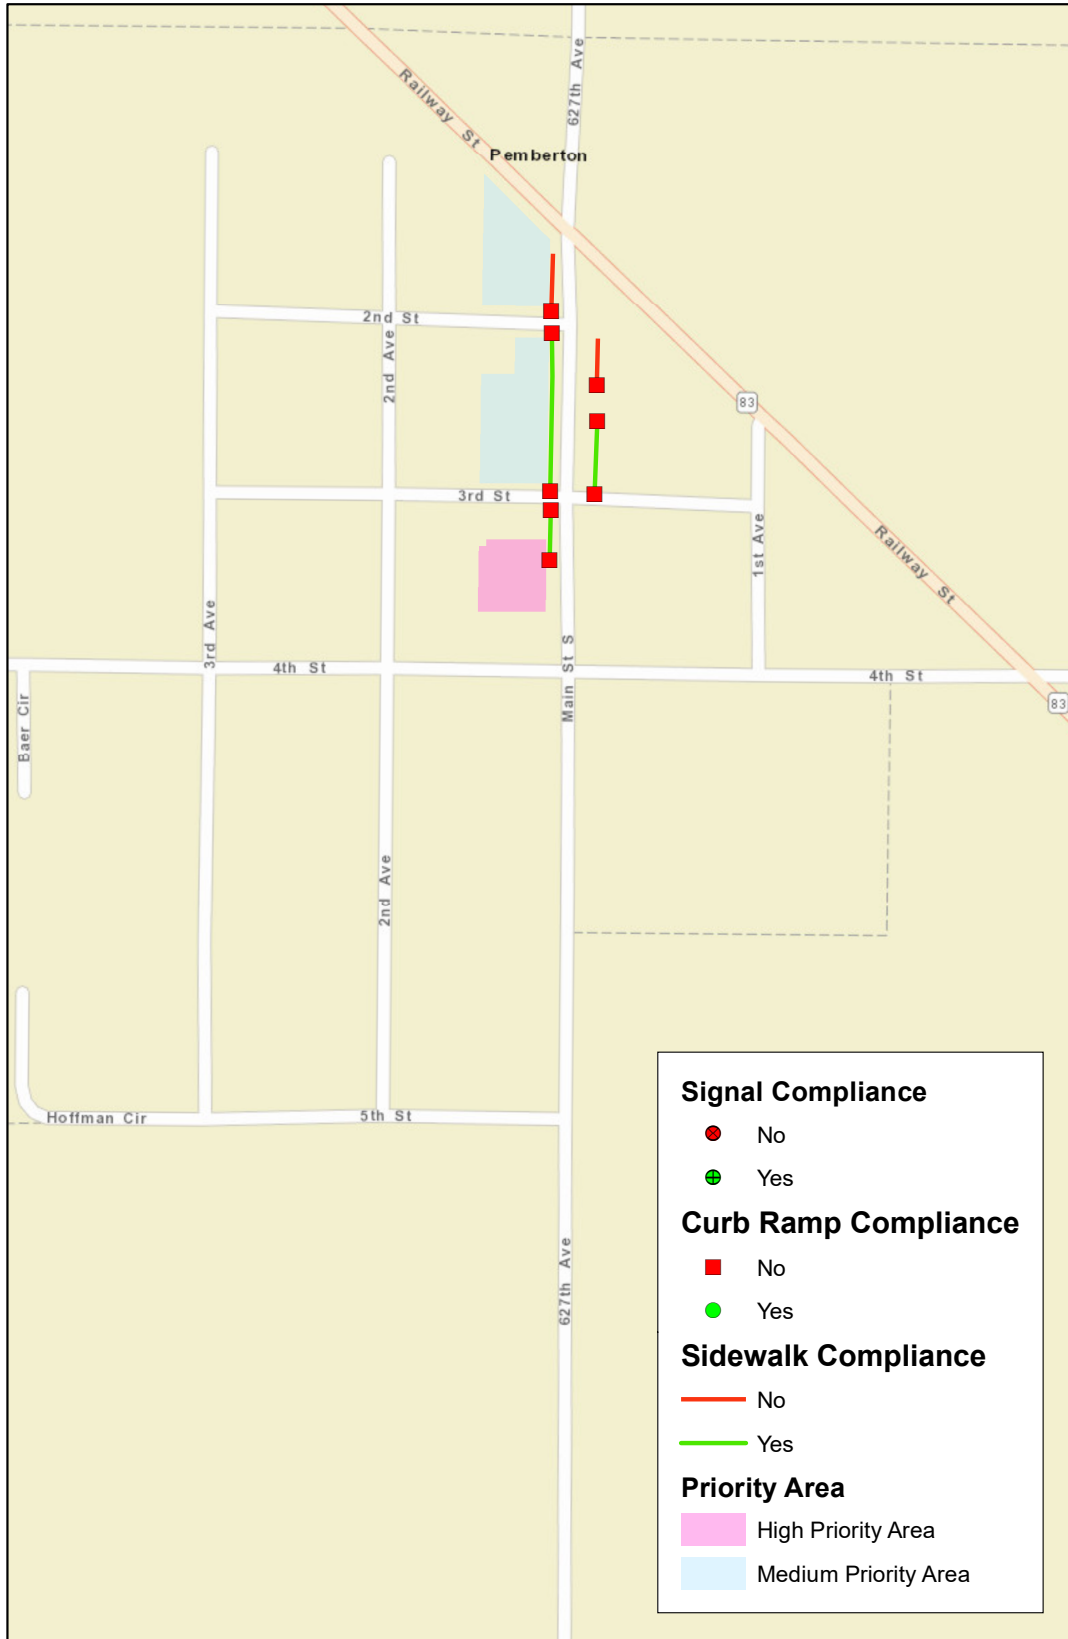 627th Ave
Railway St
Pemberton
2nd St
2nd Ave
83
3rd St
1st Ave
Railway St
3rd Ave
4th St
Main St S
4th St
83
Baer Cir
2nd Ave
Hoffman Cir
5th St
627th Ave
Signal Compliance
No
Yes
Curb Ramp Compliance
No
Yes
Sidewalk Compliance
No
Yes
Priority Area
High Priority Area
Medium Priority Area